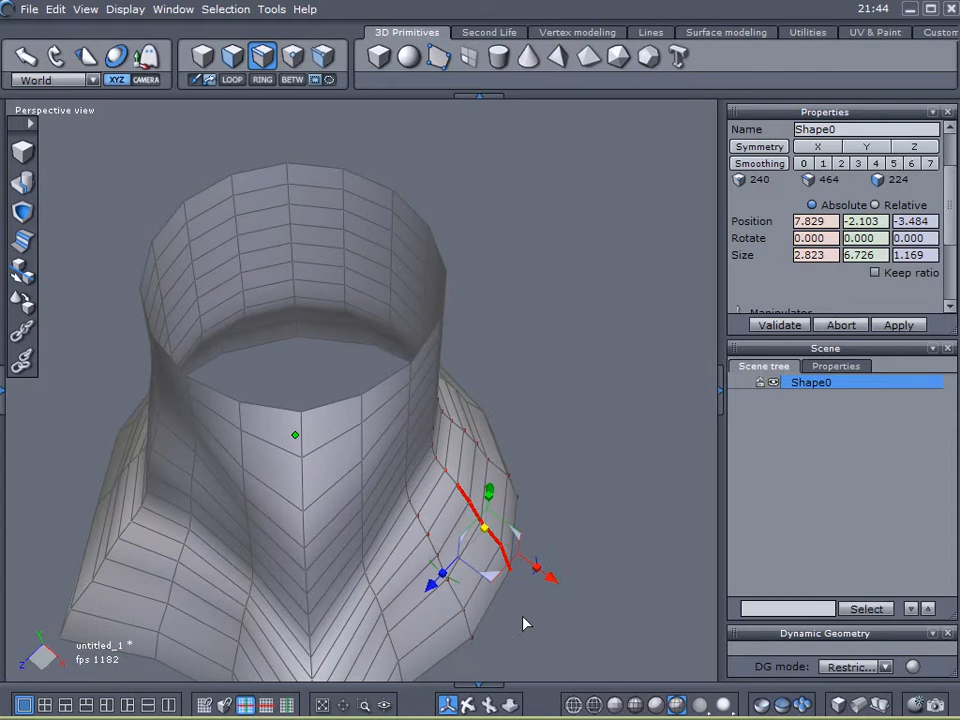 File Edit View Display Window Selection Tools Help 21:44
3D Primitives Second Life Vertex modeling Lines Surface modeling Utilities UV & Paint Custom
World XYZ CAMERA LOOP RING BETW
Perspective view
Properties
Name Shape0
Symmetry X Y Z
Smoothing 0 1 2 3 4 5 6 7
240 464 224
Absolute Relative
Position 7.829 -2.103 -3.484
Rotate 0.000 0.000 0.000
Size 2.823 6.726 1.169
Keep ratio
Manipulator
Validate Abort Apply
Scene
Scene tree Properties
Shape0
Select
Dynamic Geometry
DG mode: Restric...
Y
Z X
untitled_1 *
fps 1182